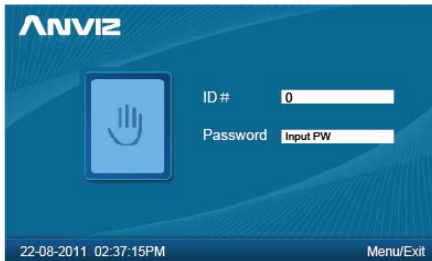 ANVIZ
ID# 0
Password Input PW
22-08-2011 02:37:15PM Menu/Exit